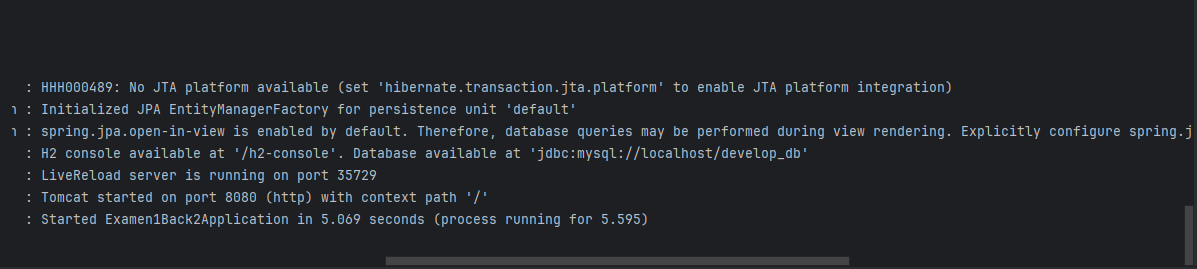 : HHH000489: No JTA platform available (set 'hibernate.transaction.jta.platform' to enable JTA platform integration)
n : Initialized JPA EntityManagerFactory for persistence unit 'default'
n : spring.jpa.open-in-view is enabled by default. Therefore, database queries may be performed during view rendering. Explicitly configure spring.j
: H2 console available at '/h2-console'. Database available at 'jdbc:mysql://localhost/develop_db'
: LiveReload server is running on port 35729
: Tomcat started on port 8080 (http) with context path '/'
: Started Examen1Back2Application in 5.069 seconds (process running for 5.595)